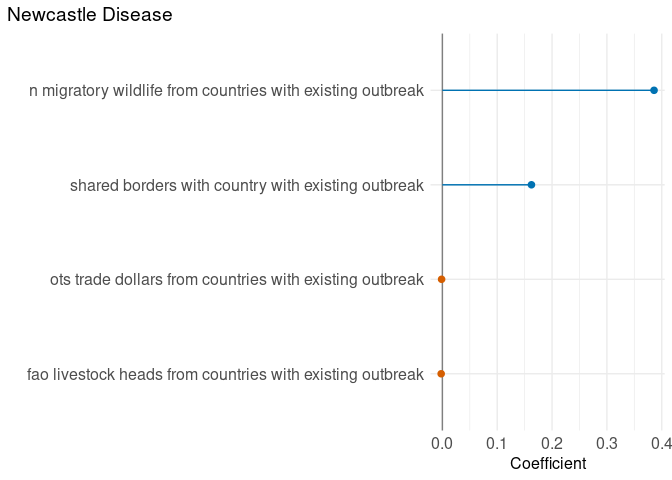 Newcastle Disease
n migratory wildlife from countries with existing outbreak
shared borders with country with existing outbreak
ots trade dollars from countries with existing outbreak
fao livestock heads from countries with existing outbreak
0.0 0.1 0.2 0.3 0.4
Coefficient